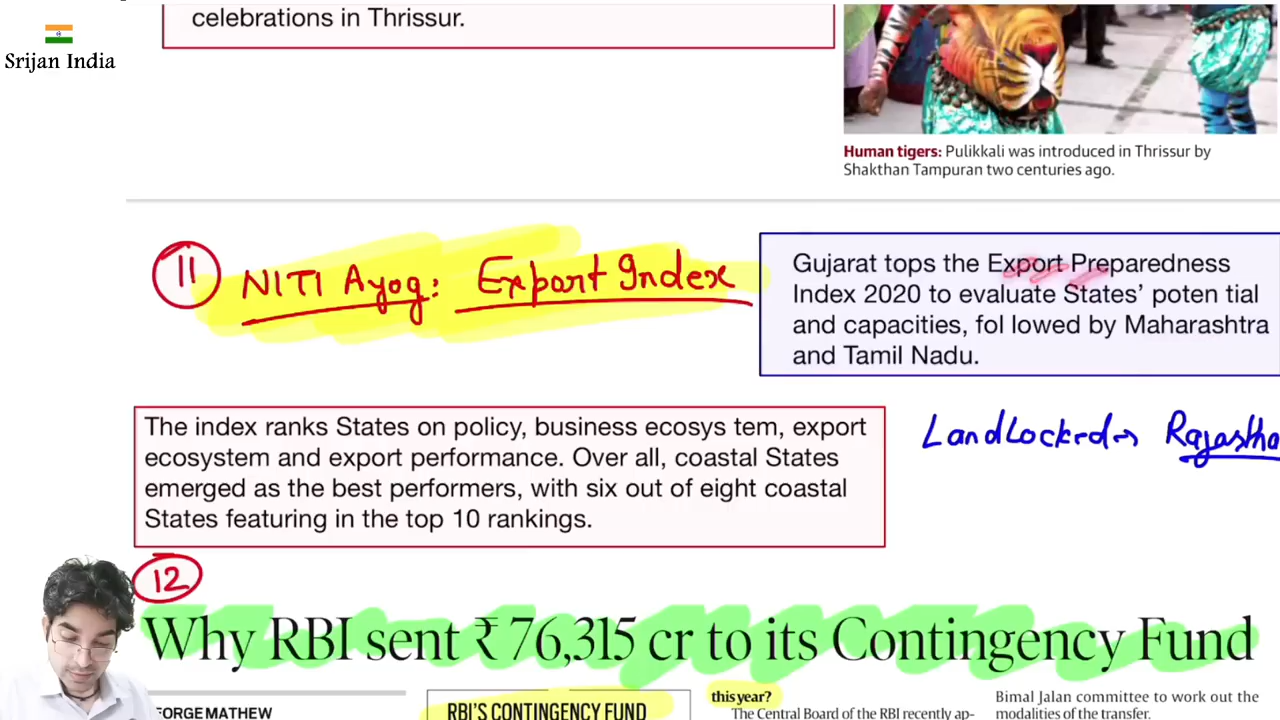 celebrations in Thrissur.
Srijan India
Human tigers: Pulikkali was introduced in Thrissur by
Shakthan Tampuran two centuries ago.
11
NITI Ayog: Export Index
Gujarat tops the Export Preparedness
Index 2020 to evaluate States' poten tial
and capacities, fol lowed by Maharashtra
and Tamil Nadu.
The index ranks States on policy, business ecosys tem, export
ecosystem and export performance. Over all, coastal States
emerged as the best performers, with six out of eight coastal
States featuring in the top 10 rankings.
LandLocked → Rajastha
12
Why RBI sent ₹ 76,315 cr to its Contingency Fund
EORGE MATHEW
RBI'S CONTINGENCY FUND
this year?
The Central Board of the RBI recently ap-
Bimal Jalan committee to work out the
modalities of the transfer.